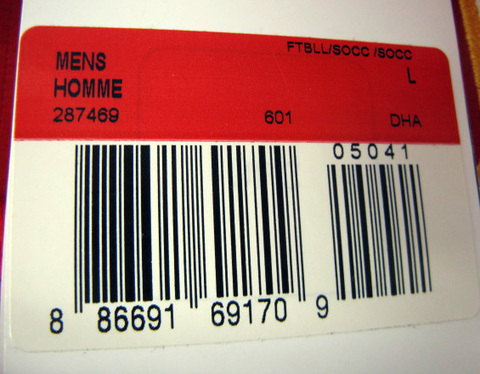 FTBLL/SOCC /SOCC
MENS L
HOMME
287469 601 DHA
05041
8 86691 69170 9